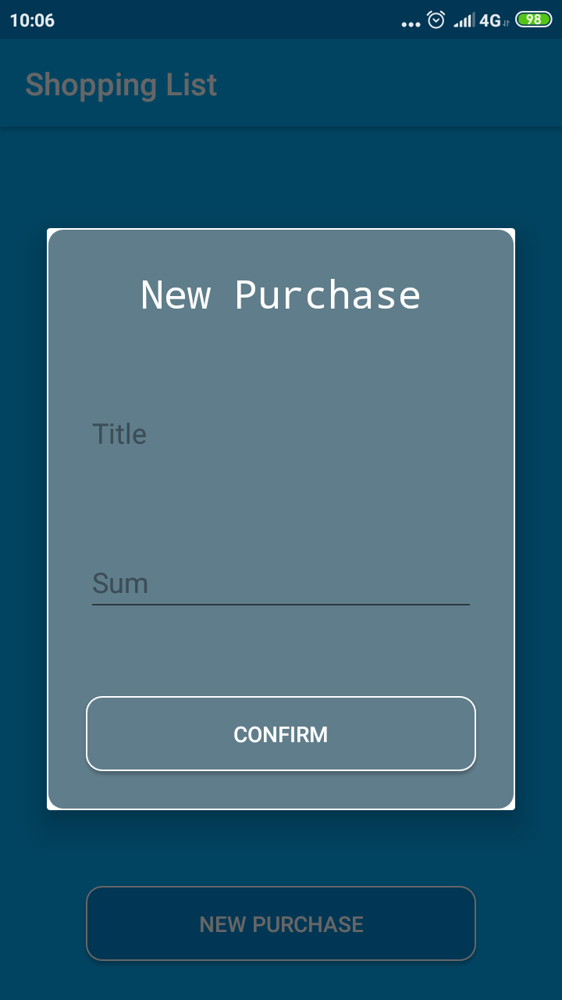 10:06 ... 4G 98
Shopping List
New Purchase
Title
Sum
CONFIRM
NEW PURCHASE